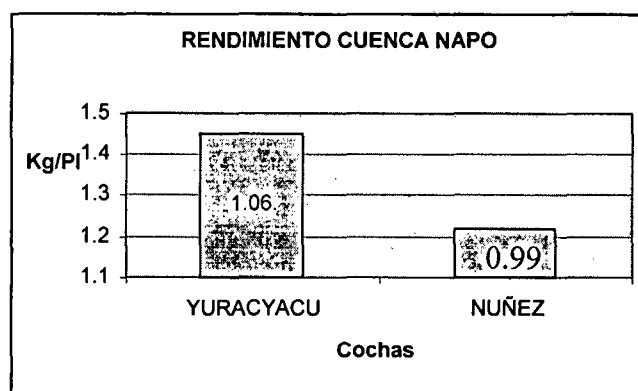 RENDIMIENTO CUENCA NAPO
1.5
Kg/Pl
1.4
1.3
1.2
1.1
1.06
0.99
YURACYACU
NUÑEZ
Cochas